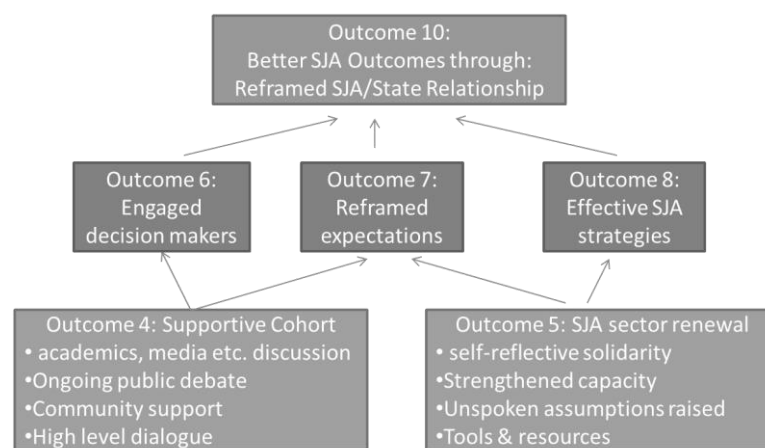 Outcome 10:
Better SJA Outcomes through:
Reframed SJA/State Relationship
Outcome 6:
Engaged
decision makers
Outcome 7:
Reframed
expectations
Outcome 8:
Effective SJA
strategies
Outcome 4: Supportive Cohort
• academics, media etc. discussion
•Ongoing public debate
•Community support
•High level dialogue
Outcome 5: SJA sector renewal
• self-reflective solidarity
•Strengthened capacity
•Unspoken assumptions raised
•Tools & resources